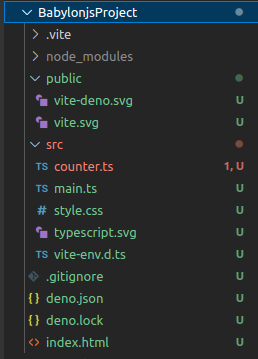 BabylonjsProject
.vite
node_modules
public
vite-deno.svg U
vite.svg U
src
TS counter.ts 1, U
TS main.ts U
# style.css U
typescript.svg U
TS vite-env.d.ts U
.gitignore U
{} deno.json U
{} deno.lock U
<> index.html U